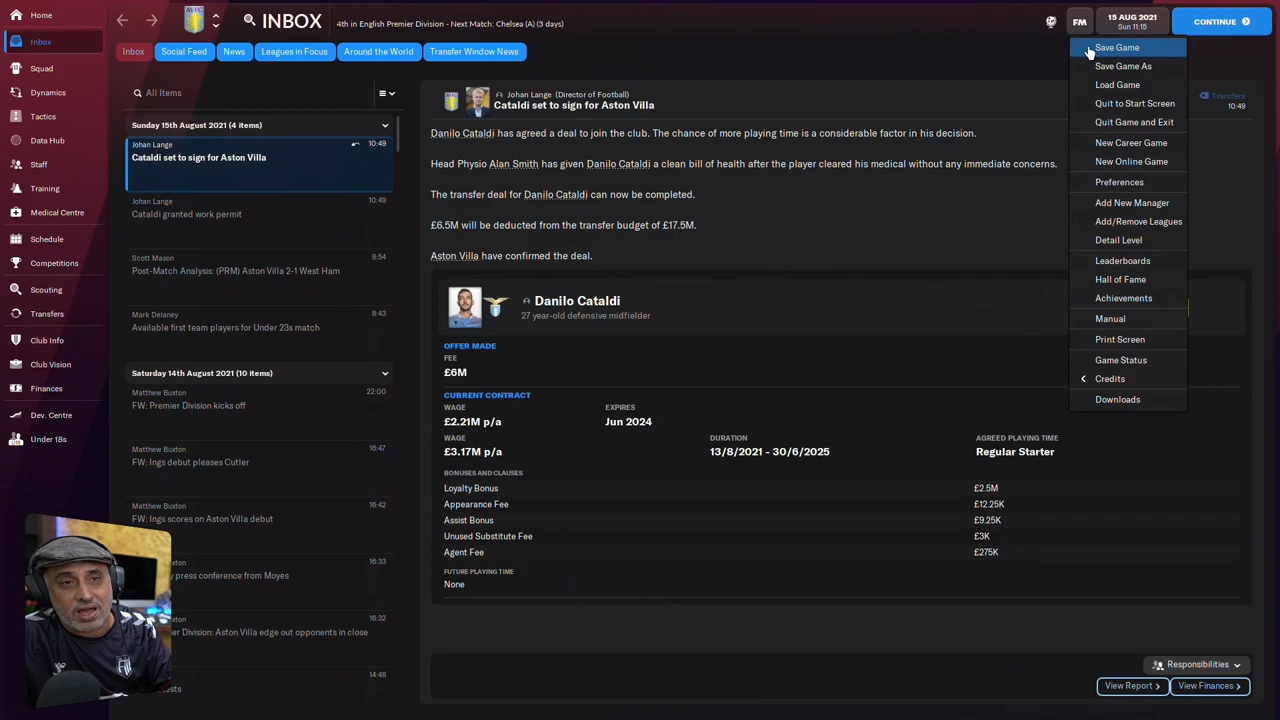 Home
Inbox
Squad
Dynamics
Tactics
Data Hub
Staff
Training
Medical Centre
Schedule
Competitions
Scouting
Transfers
Club Info
Club Vision
Finances
Dev. Centre
Under 18s
INBOX
4th in English Premier Division - Next Match: Chelsea (A) (3 days)
FM
15 AUG 2021
Sun 11:15
CONTINUE
Inbox
Social Feed
News
Leagues in Focus
Around the World
Transfer Window News
All Items
Sunday 15th August 2021 (4 items)
Johan Lange
10:49
Cataldi set to sign for Aston Villa
Johan Lange
10:49
Cataldi granted work permit
Scott Mason
8:54
Post-Match Analysis: (PRM) Aston Villa 2-1 West Ham
Mark Delaney
8:43
Available first team players for Under 23s match
Saturday 14th August 2021 (10 items)
Matthew Buxton
22:00
FW: Premier Division kicks off
Matthew Buxton
16:47
FW: Ings debut pleases Cutler
Matthew Buxton
16:42
FW: Ings scores on Aston Villa debut
16:33
y press conference from Moyes
16:32
er Division: Aston Villa edge out opponents in close
14:48
Johan Lange (Director of Football)
Cataldi set to sign for Aston Villa
Transfers
10:49
Danilo Cataldi has agreed a deal to join the club. The chance of more playing time is a considerable factor in his decision.
Head Physio Alan Smith has given Danilo Cataldi a clean bill of health after the player cleared his medical without any immediate concerns.
The transfer deal for Danilo Cataldi can now be completed.
£6.5M will be deducted from the transfer budget of £17.5M.
Aston Villa have confirmed the deal.
Danilo Cataldi
27 year-old defensive midfielder
OFFER MADE
FEE
£6M
CURRENT CONTRACT
WAGE
EXPIRES
£2.21M p/a
Jun 2024
WAGE
DURATION
AGREED PLAYING TIME
£3.17M p/a
13/8/2021 - 30/6/2025
Regular Starter
BONUSES AND CLAUSES
Loyalty Bonus
£2.5M
Appearance Fee
£12.25K
Assist Bonus
£9.25K
Unused Substitute Fee
£3K
Agent Fee
£275K
FUTURE PLAYING TIME
None
Responsibilities
View Report
View Finances
Save Game
Save Game As
Load Game
Quit to Start Screen
Quit Game and Exit
New Career Game
New Online Game
Preferences
Add New Manager
Add/Remove Leagues
Detail Level
Leaderboards
Hall of Fame
Achievements
Manual
Print Screen
Game Status
Credits
Downloads